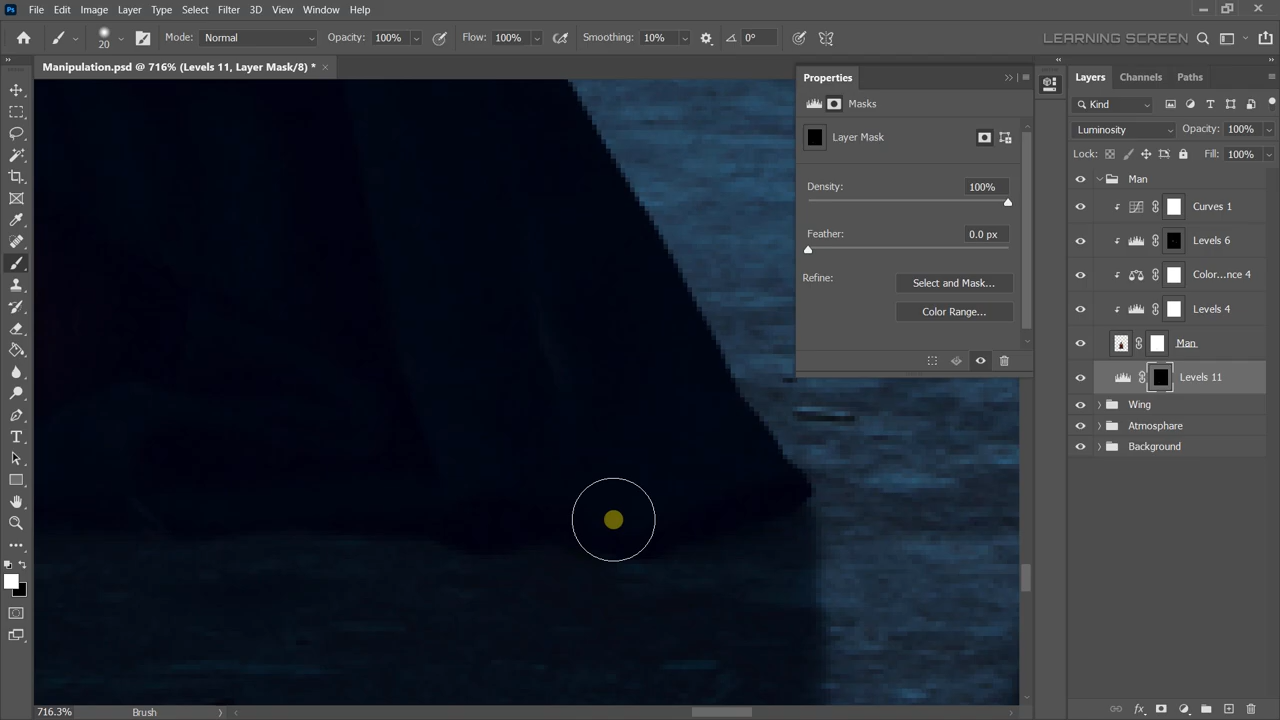 Ps File Edit Image Layer Type Select Filter 3D View Window Help
20 Mode: Normal Opacity: 100% Flow: 100% Smoothing: 10% 0° LEARNING SCREEN
Manipulation.psd @ 716% (Levels 11, Layer Mask/8) * ×
Properties
Masks
Layer Mask
Density: 100%
Feather: 0.0 px
Refine: Select and Mask...
Color Range...
Layers Channels Paths
Kind
Luminosity Opacity: 100%
Lock: Fill: 100%
Man
Curves 1
Levels 6
Color...nce 4
Levels 4
Man
Levels 11
Wing
Atmosphere
Background
716.3% Brush